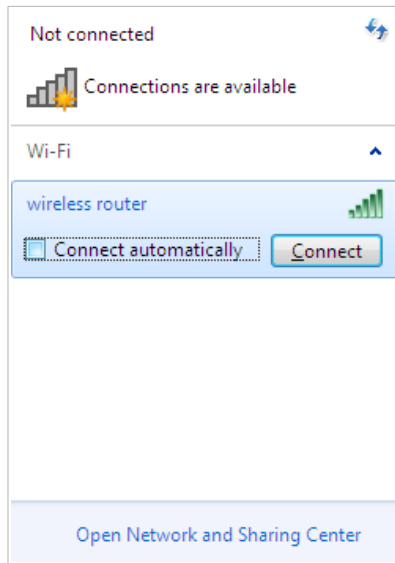 Not connected
Connections are available
Wi-Fi
wireless router
Connect automatically Connect
Open Network and Sharing Center